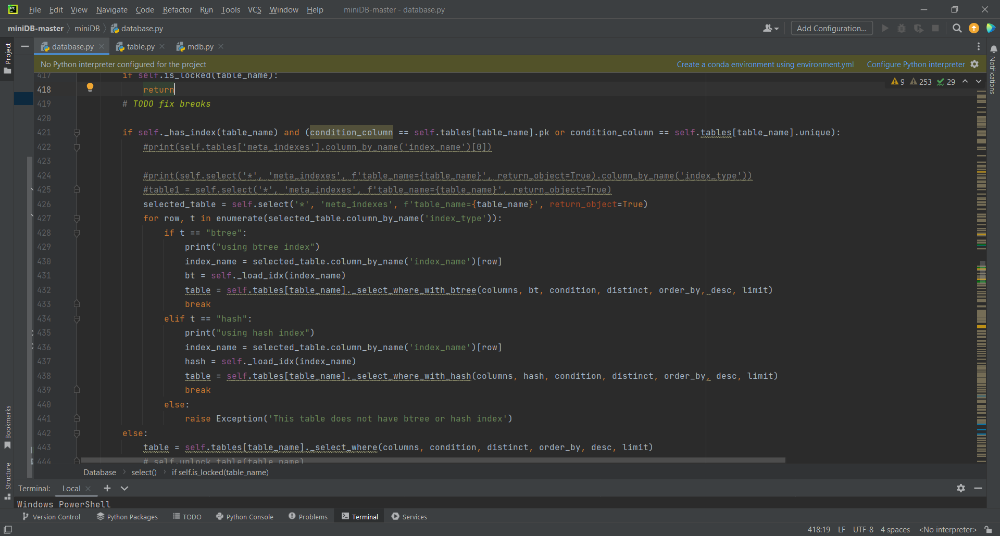 PC File Edit View Navigate Code Refactor Run Tools VCS Window Help miniDB-master - database.py
miniDB-master miniDB database.py Add Configuration...
Project database.py table.py mdb.py
No Python interpreter configured for the project Create a conda environment using environment.yml Configure Python interpreter
Notifications
417 if self.is_locked(table_name):
9 253 29
418 return
419 # TODO fix breaks
420
421 if self._has_index(table_name) and (condition_column == self.tables[table_name].pk or condition_column == self.tables[table_name].unique):
422 #print(self.tables['meta_indexes'].column_by_name('index_name')[0])
423
424 #print(self.select('*', 'meta_indexes', f'table_name={table_name}', return_object=True).column_by_name('index_type'))
425 #table1 = self.select('*', 'meta_indexes', f'table_name={table_name}', return_object=True)
426 selected_table = self.select('*', 'meta_indexes', f'table_name={table_name}', return_object=True)
427 for row, t in enumerate(selected_table.column_by_name('index_type')):
428 if t == "btree":
429 print("using btree index")
430 index_name = selected_table.column_by_name('index_name')[row]
431 bt = self._load_idx(index_name)
432 table = self.tables[table_name]._select_where_with_btree(columns, bt, condition, distinct, order_by, desc, limit)
433 break
434 elif t == "hash":
435 print("using hash index")
436 index_name = selected_table.column_by_name('index_name')[row]
437 hash = self._load_idx(index_name)
438 table = self.tables[table_name]._select_where_with_hash(columns, hash, condition, distinct, order_by, desc, limit)
439 break
440 else:
441 raise Exception('This table does not have btree or hash index')
442 else:
443 table = self.tables[table_name]._select_where(columns, condition, distinct, order_by, desc, limit)
444 # self.unlock_table(table_name)
Bookmarks
Structure
Database select() if self.is_locked(table_name)
Terminal: Local
Windows PowerShell
Version Control Python Packages TODO Python Console Problems Terminal Services
418:19 LF UTF-8 4 spaces <No interpreter>